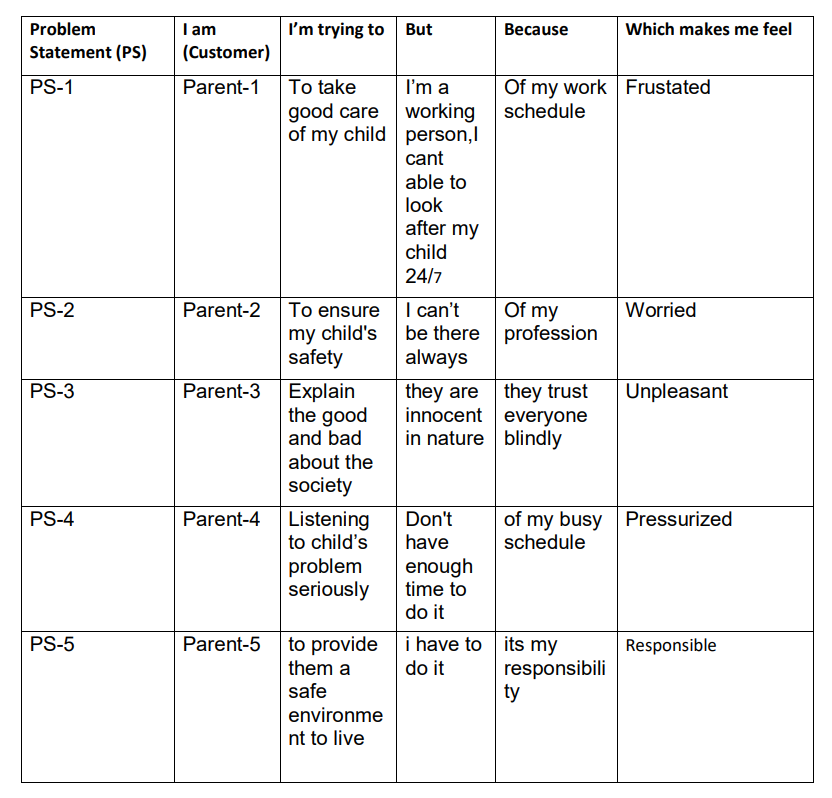 Problem
Statement (PS)
I am
(Customer)
I'm trying to
But
Because
Which makes me feel
PS-1
Parent-1
To take
good care
of my child
I'm a
working
person,I
cant
able to
look
after my
child
24/7
Of my work
schedule
Frustated
PS-2
Parent-2
To ensure
my child's
safety
I can't
be there
always
Of my
profession
Worried
PS-3
Parent-3
Explain
the good
and bad
about the
society
they are
innocent
in nature
they trust
everyone
blindly
Unpleasant
PS-4
Parent-4
Listening
to child's
problem
seriously
Don't
have
enough
time to
do it
of my busy
schedule
Pressurized
PS-5
Parent-5
to provide
them a
safe
environme
nt to live
i have to
do it
its my
responsibili
ty
Responsible